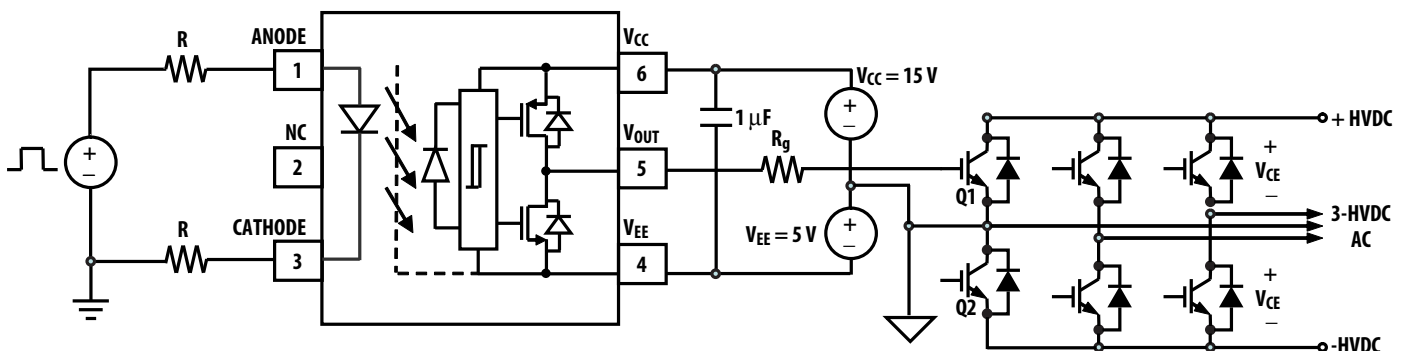 R
ANODE
1
NC
2
R
CATHODE
3
+
−
VCC
6
VOUT
5
VEE
4
1 μF
Rg
VCC = 15 V
+
−
VEE = 5 V
+
−
Q1
Q2
+ HVDC
+
VCE
−
3-HVDC
AC
+
VCE
−
-HVDC